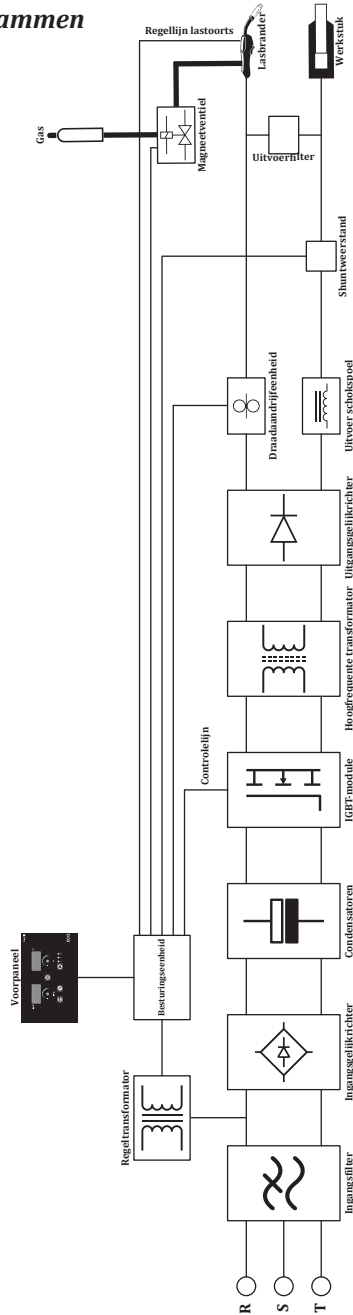 ammen
Gas
Regellijn lastoorts
Lasbrander
Werkstuk
Magneetventiel
Uitvoerfilter
Shuntweerstand
Draadaandrijfeenheid
Uitvoer schokspoel
Uitgangsgelijkrichter
Hoogfrequente transformator
Controlelijn
IGBT-module
Voorpaneel
Besturingseenheid
Condensatoren
Regeltransformator
Ingangsgelijkrichter
Ingangsfilter
R
S
T